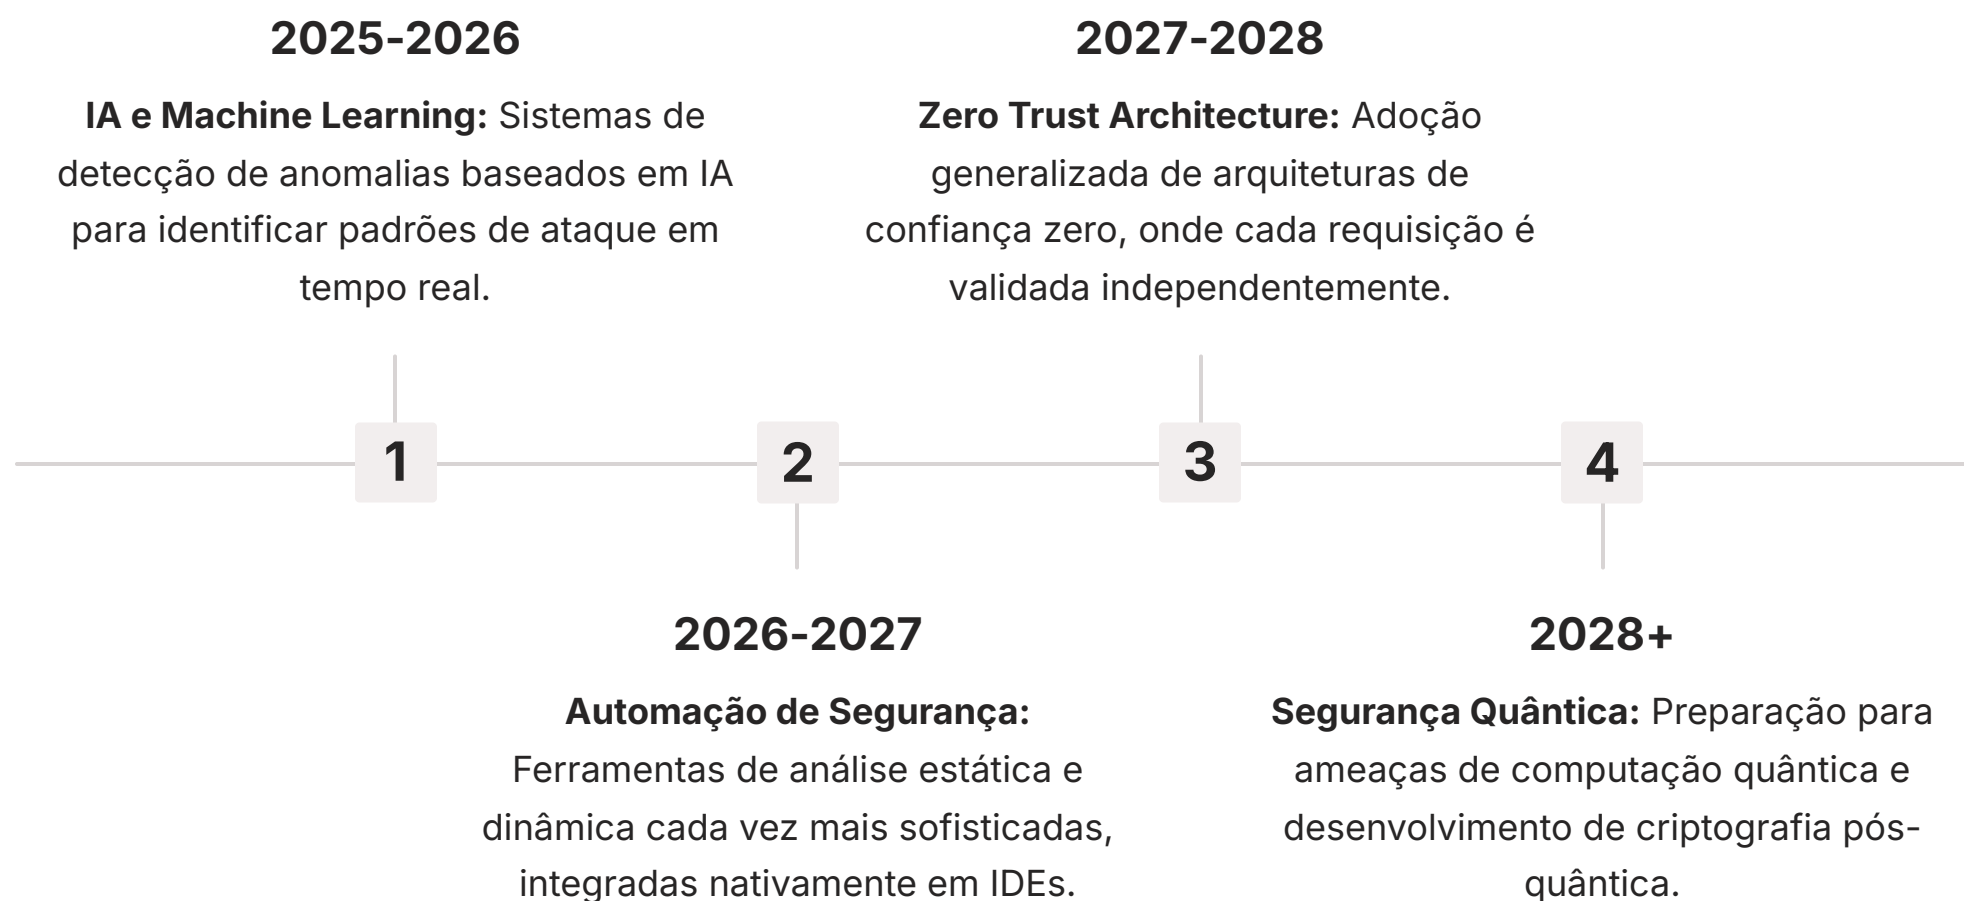 2025-2026
IA e Machine Learning: Sistemas de
detecção de anomalias baseados em IA
para identificar padrões de ataque em
tempo real.
2027-2028
Zero Trust Architecture: Adoção
generalizada de arquiteturas de
confiança zero, onde cada requisição é
validada independentemente.
1
2
3
4
2026-2027
Automação de Segurança:
Ferramentas de análise estática e
dinâmica cada vez mais sofisticadas,
integradas nativamente em IDEs.
2028+
Segurança Quântica: Preparação para
ameaças de computação quântica e
desenvolvimento de criptografia pós-
quântica.